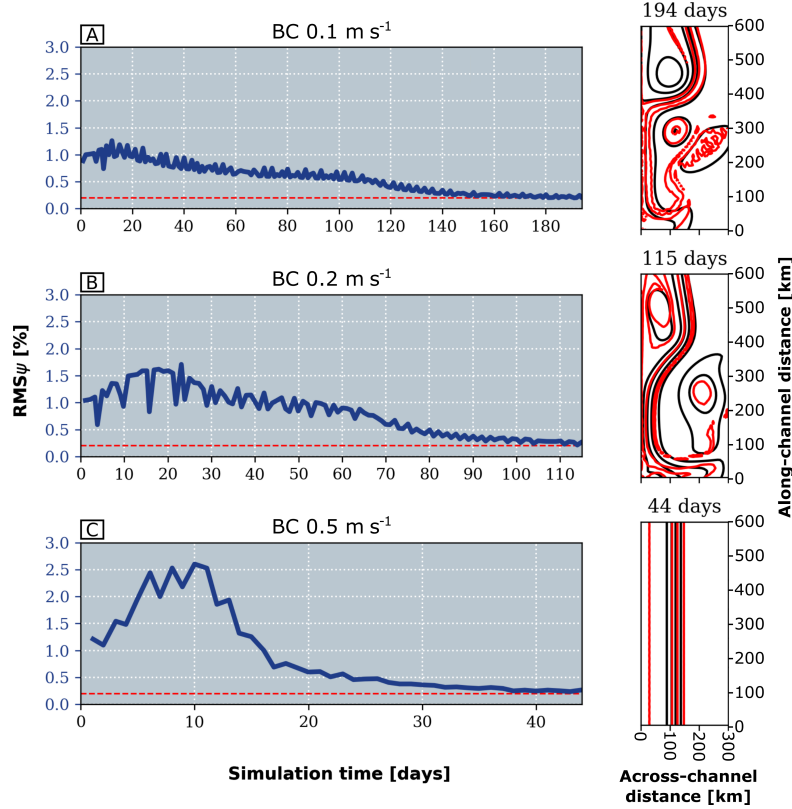 A
BC 0.1 m s-1
194 days
3.0
2.5
2.0
1.5
1.0
0.5
0.0
0 20 40 60 80 100 120 140 160 180
600
500
400
300
200
100
0
B
BC 0.2 m s-1
115 days
3.0
2.5
2.0
1.5
1.0
0.5
0.0
0 10 20 30 40 50 60 70 80 90 100 110
600
500
400
300
200
100
0
RMSψ [%]
Along-channel distance [km]
C
BC 0.5 m s-1
44 days
3.0
2.5
2.0
1.5
1.0
0.5
0.0
0 10 20 30 40
600
500
400
300
200
100
0
0 100 200 300
Simulation time [days]
Across-channel
distance [km]